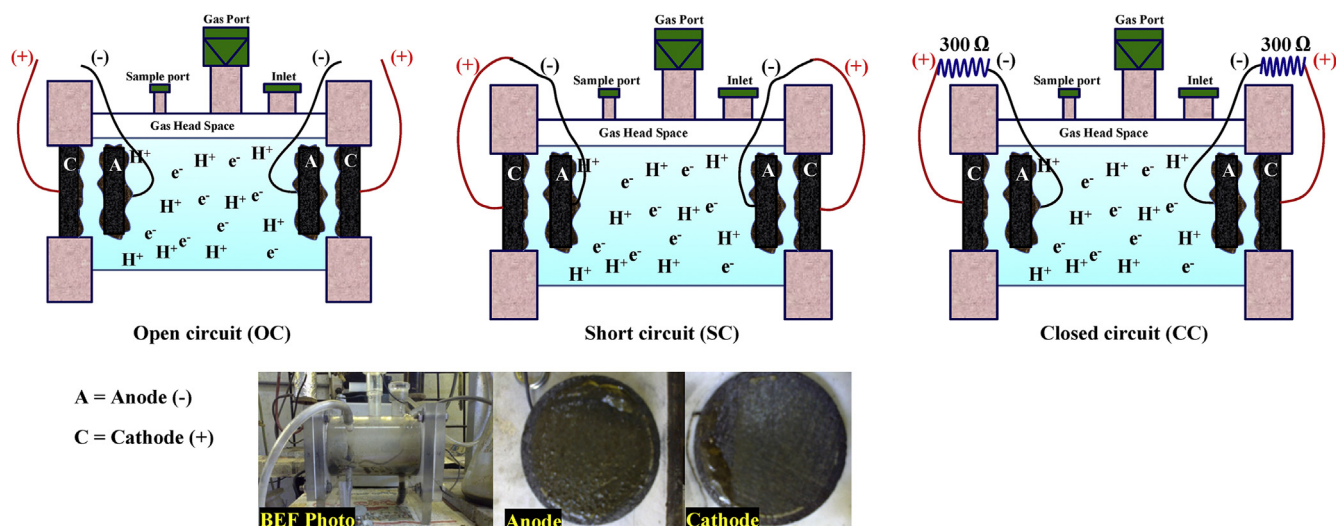 Gas Port
(+) (-) (-) (+)
Sample port Inlet
Gas Head Space
C A H⁺ H⁺ e⁻ H⁺ A C
e⁻
H⁺ e⁻ H⁺ e⁻
e⁻ e⁻ H⁺
H⁺ H⁺ e⁻ H⁺ e⁻
Open circuit (OC)
Gas Port
(+) (-) (-) (+)
Sample port Inlet
Gas Head Space
C A H⁺ H⁺ e⁻ H⁺ A C
e⁻
H⁺ e⁻ H⁺ e⁻
e⁻ e⁻ H⁺
H⁺ H⁺ e⁻ H⁺ e⁻
Short circuit (SC)
Gas Port
300 Ω 300 Ω
(+) (-) (-) (+)
Sample port Inlet
Gas Head Space
C A H⁺ H⁺ e⁻ H⁺ A C
e⁻
H⁺ e⁻ H⁺ e⁻
e⁻ e⁻ H⁺
H⁺ H⁺ e⁻ H⁺ e⁻
Closed circuit (CC)
A = Anode (-)
C = Cathode (+)
BEF Photo Anode Cathode